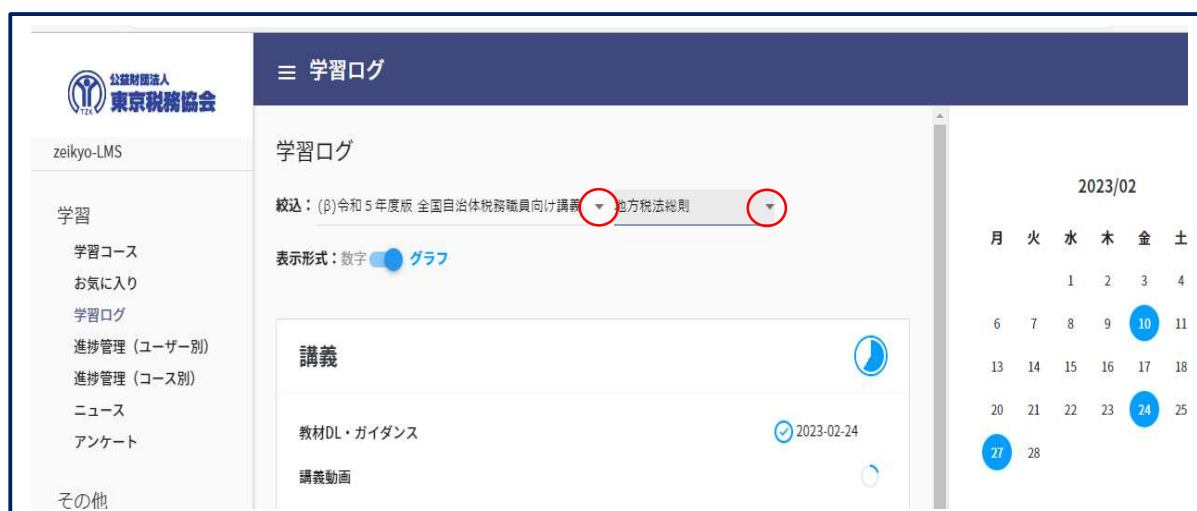 公益財団法人
東京税務協会
TZK
zeikyo-LMS
学習
学習コース
お気に入り
学習ログ
進捗管理（ユーザー別）
進捗管理（コース別）
ニュース
アンケート
その他
≡ 学習ログ
学習ログ
絞込： (β)令和５年度版 全国自治体税務職員向け講義 地方税法総則
表示形式：数字 グラフ
講義
教材DL・ガイダンス 2023-02-24
講義動画
2023/02
月 火 水 木 金 土
1 2 3 4
6 7 8 9 10 11
13 14 15 16 17 18
20 21 22 23 24 25
27 28